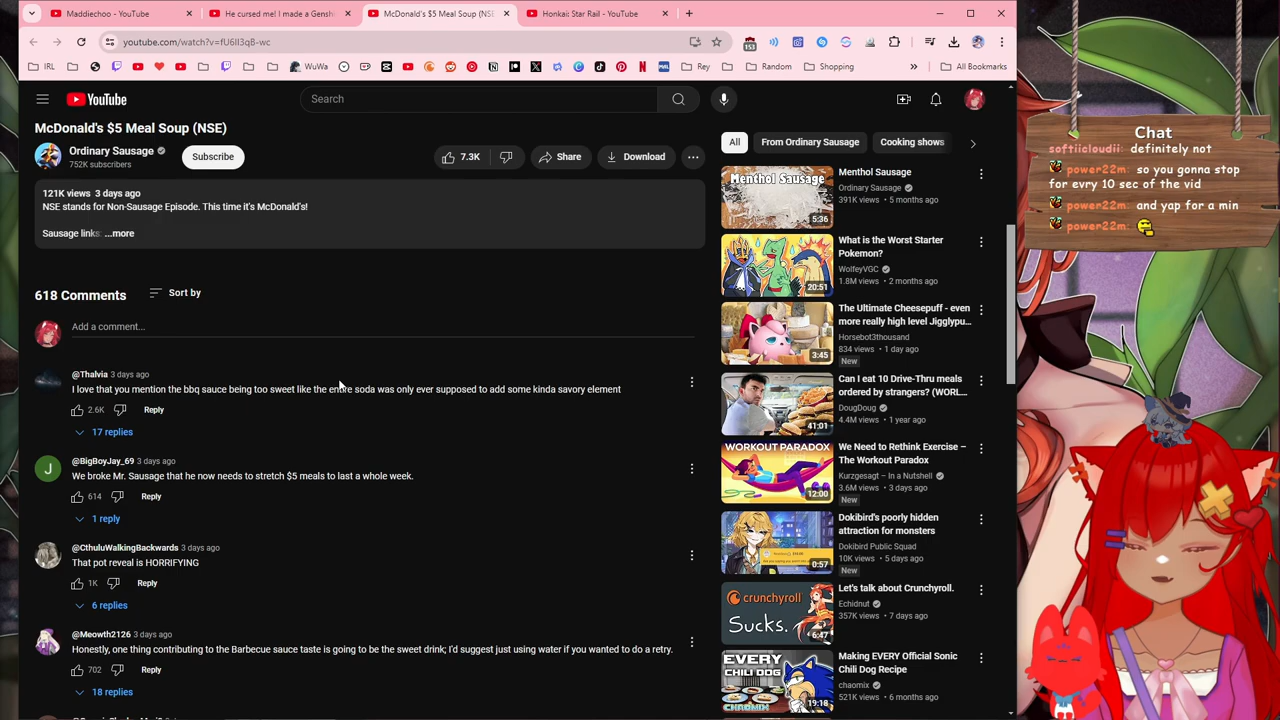 Maddiechoo - YouTube
He cursed me! I made a Gensh
McDonald's $5 Meal Soup (NSE
Honkai: Star Rail - YouTube
youtube.com/watch?v=fU6II3qB-wc
153
IRL
WuWa
Rey
Random
Shopping
»
All Bookmarks
YouTube
Search
McDonald's $5 Meal Soup (NSE)
Ordinary Sausage
752K subscribers
Subscribe
7.3K
Share
Download
121K views 3 days ago
NSE stands for Non-Sausage Episode. This time it's McDonald's!
Sausage links: ...more
618 Comments
Sort by
Add a comment...
@Thalvia 3 days ago
I love that you mention the bbq sauce being too sweet like the entire soda was only ever supposed to add some kinda savory element
2.6K
Reply
17 replies
J
@BigBoyJay_69 3 days ago
We broke Mr. Sausage that he now needs to stretch $5 meals to last a whole week.
614
Reply
1 reply
@CthuluWalkingBackwards 3 days ago
That pour reveal is HORRIFYING
1K
Reply
6 replies
@Meowth2126 3 days ago
Honestly, one thing contributing to the Barbecue sauce taste is going to be the sweet drink; I'd suggest just using water if you wanted to do a retry.
702
Reply
18 replies
All
From Ordinary Sausage
Cooking shows
Menthol Sausage
5:36
Menthol Sausage
Ordinary Sausage
391K views • 5 months ago
20:51
What is the Worst Starter
Pokemon?
WolfeyVGC
1.8M views • 2 months ago
3:45
The Ultimate Cheesepuff - even
more really high level Jigglypu...
Horsebot3thousand
834 views • 1 day ago
New
41:01
Can I eat 10 Drive-Thru meals
ordered by strangers? (WORL...
DougDoug
4.4M views • 1 year ago
WORKOUT PARADOX
12:00
We Need to Rethink Exercise –
The Workout Paradox
Kurzgesagt – In a Nutshell
3.6M views • 3 days ago
New
0:57
Dokibird's poorly hidden
attraction for monsters
Dokibird Public Squad
10K views • 5 days ago
New
crunchyroll
Sucks.
6:47
Let's talk about Crunchyroll.
Echidnut
357K views • 7 days ago
EVERY
CHILI DOG
CHAOMIX
19:18
Making EVERY Official Sonic
Chili Dog Recipe
chaomix
521K views • 6 months ago
Chat
softiicloudii: definitely not
power22m: so you gonna stop
for evry 10 sec of the vid
power22m: and yap for a min
power22m: